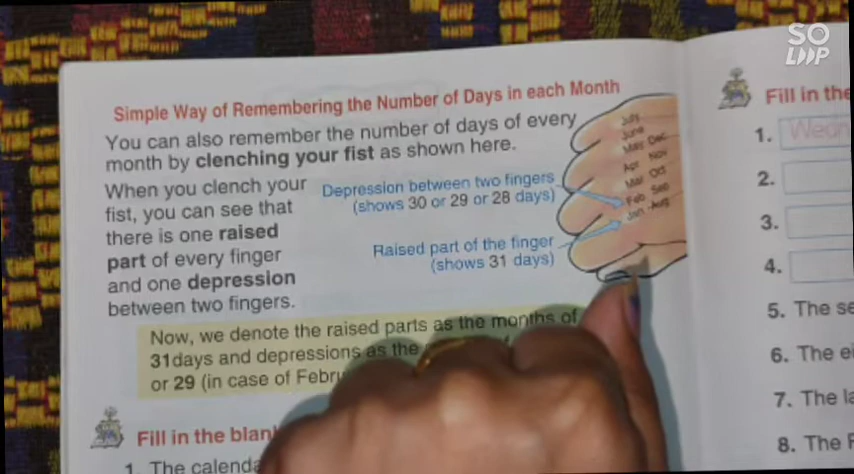 SO
LOOP
Simple Way of Remembering the Number of Days in each Month
You can also remember the number of days of every
month by clenching your fist as shown here.
When you clench your
fist, you can see that
there is one raised
part of every finger
and one depression
between two fingers.
Depression between two fingers
(shows 30 or 29 or 28 days)
Raised part of the finger
(shows 31 days)
July
June
May Dec
Apr Nov
Mar Oct
Feb Sep
Jan Aug
Now, we denote the raised parts as the months of
31days and depressions as the
or 29 (in case of Febru
Fill in the blan
1. The calenda
Fill in the
1. Wedn
2.
3.
4.
5. The se
6. The el
7. The la
8. The F